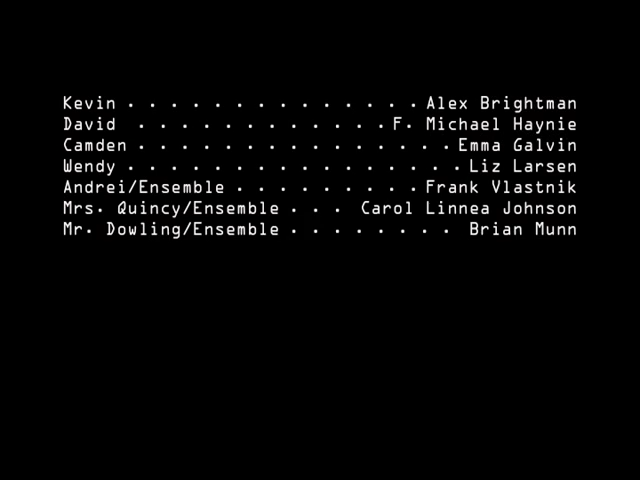 Kevin . . . . . . . . . . . . . . Alex Brightman
David . . . . . . . . . . . . F. Michael Haynie
Camden . . . . . . . . . . . . . . . Emma Galvin
Wendy . . . . . . . . . . . . . . . . Liz Larsen
Andrei/Ensemble . . . . . . . . . Frank Vlastnik
Mrs. Quincy/Ensemble . . . Carol Linnea Johnson
Mr. Dowling/Ensemble . . . . . . . . Brian Munn